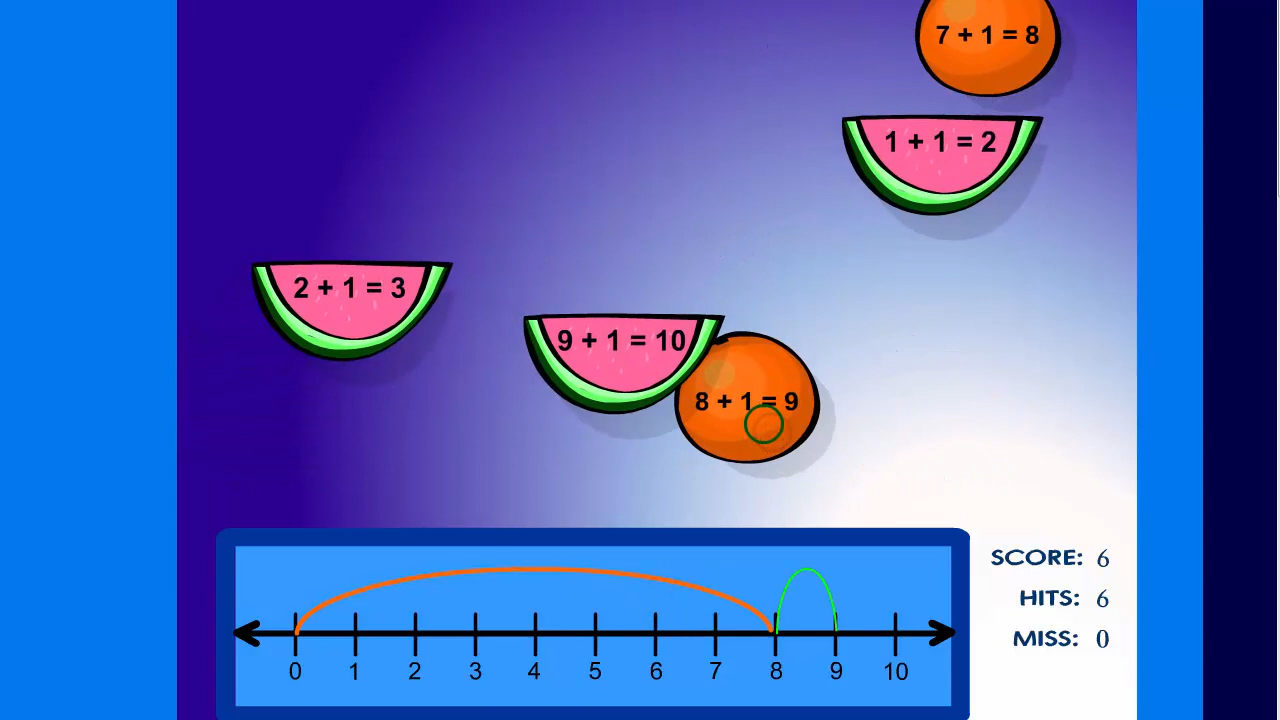 7 + 1 = 8
1 + 1 = 2
2 + 1 = 3
9 + 1 = 10
8 + 1 = 9
SCORE: 6
HITS: 6
MISS: 0
0 1 2 3 4 5 6 7 8 9 10